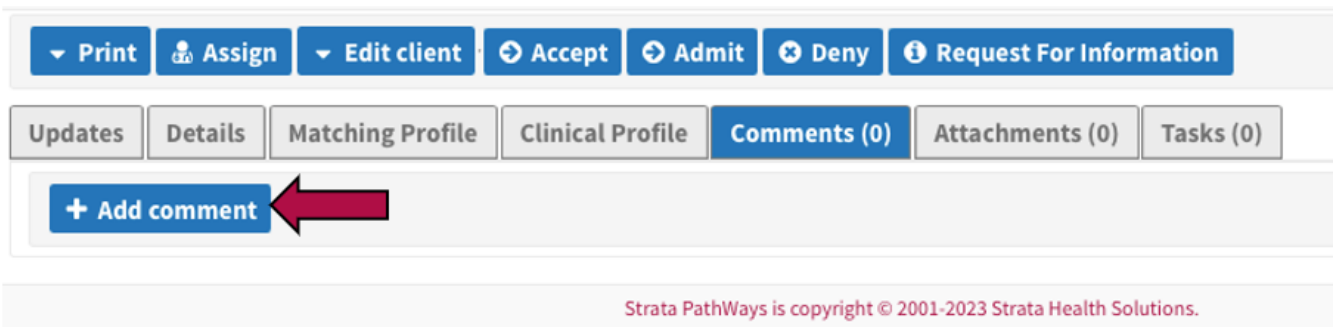 Print Assign Edit client Accept Admit Deny Request For Information
Updates Details Matching Profile Clinical Profile Comments (0) Attachments (0) Tasks (0)
+ Add comment
Strata PathWays is copyright © 2001-2023 Strata Health Solutions.